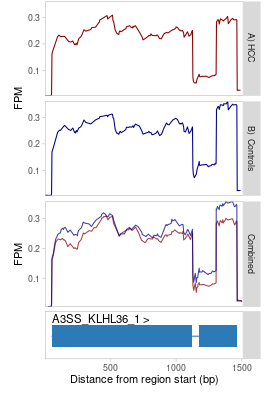 0.3
0.2
0.1
A) HCC
FPM
0.3
0.2
0.1
B) Controls
0.3
0.2
0.1
FPM
Combined
A3SS_KLHL36_1 >
500
1000
1500
Distance from region start (bp)